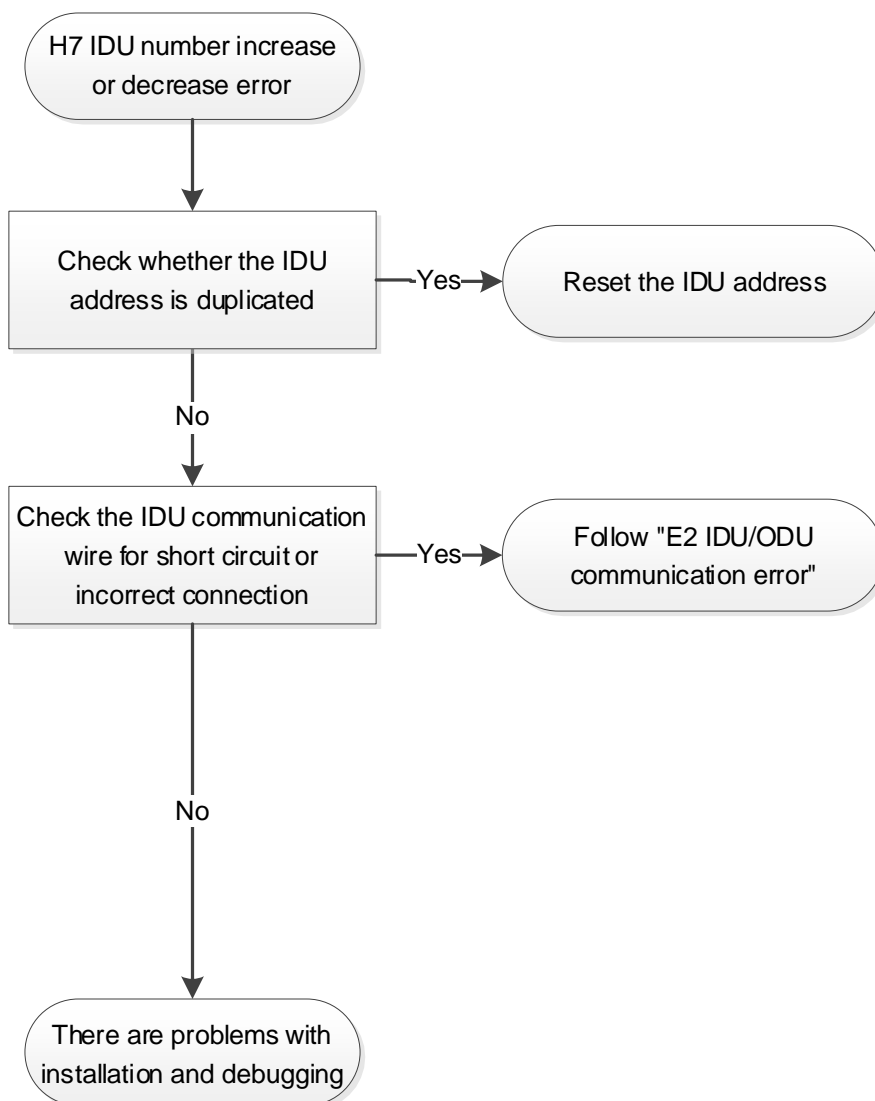 H7 IDU number increase
or decrease error
Check whether the IDU
address is duplicated
Yes
Reset the IDU address
No
Check the IDU communication
wire for short circuit or
incorrect connection
Yes
Follow "E2 IDU/ODU
communication error"
No
There are problems with
installation and debugging